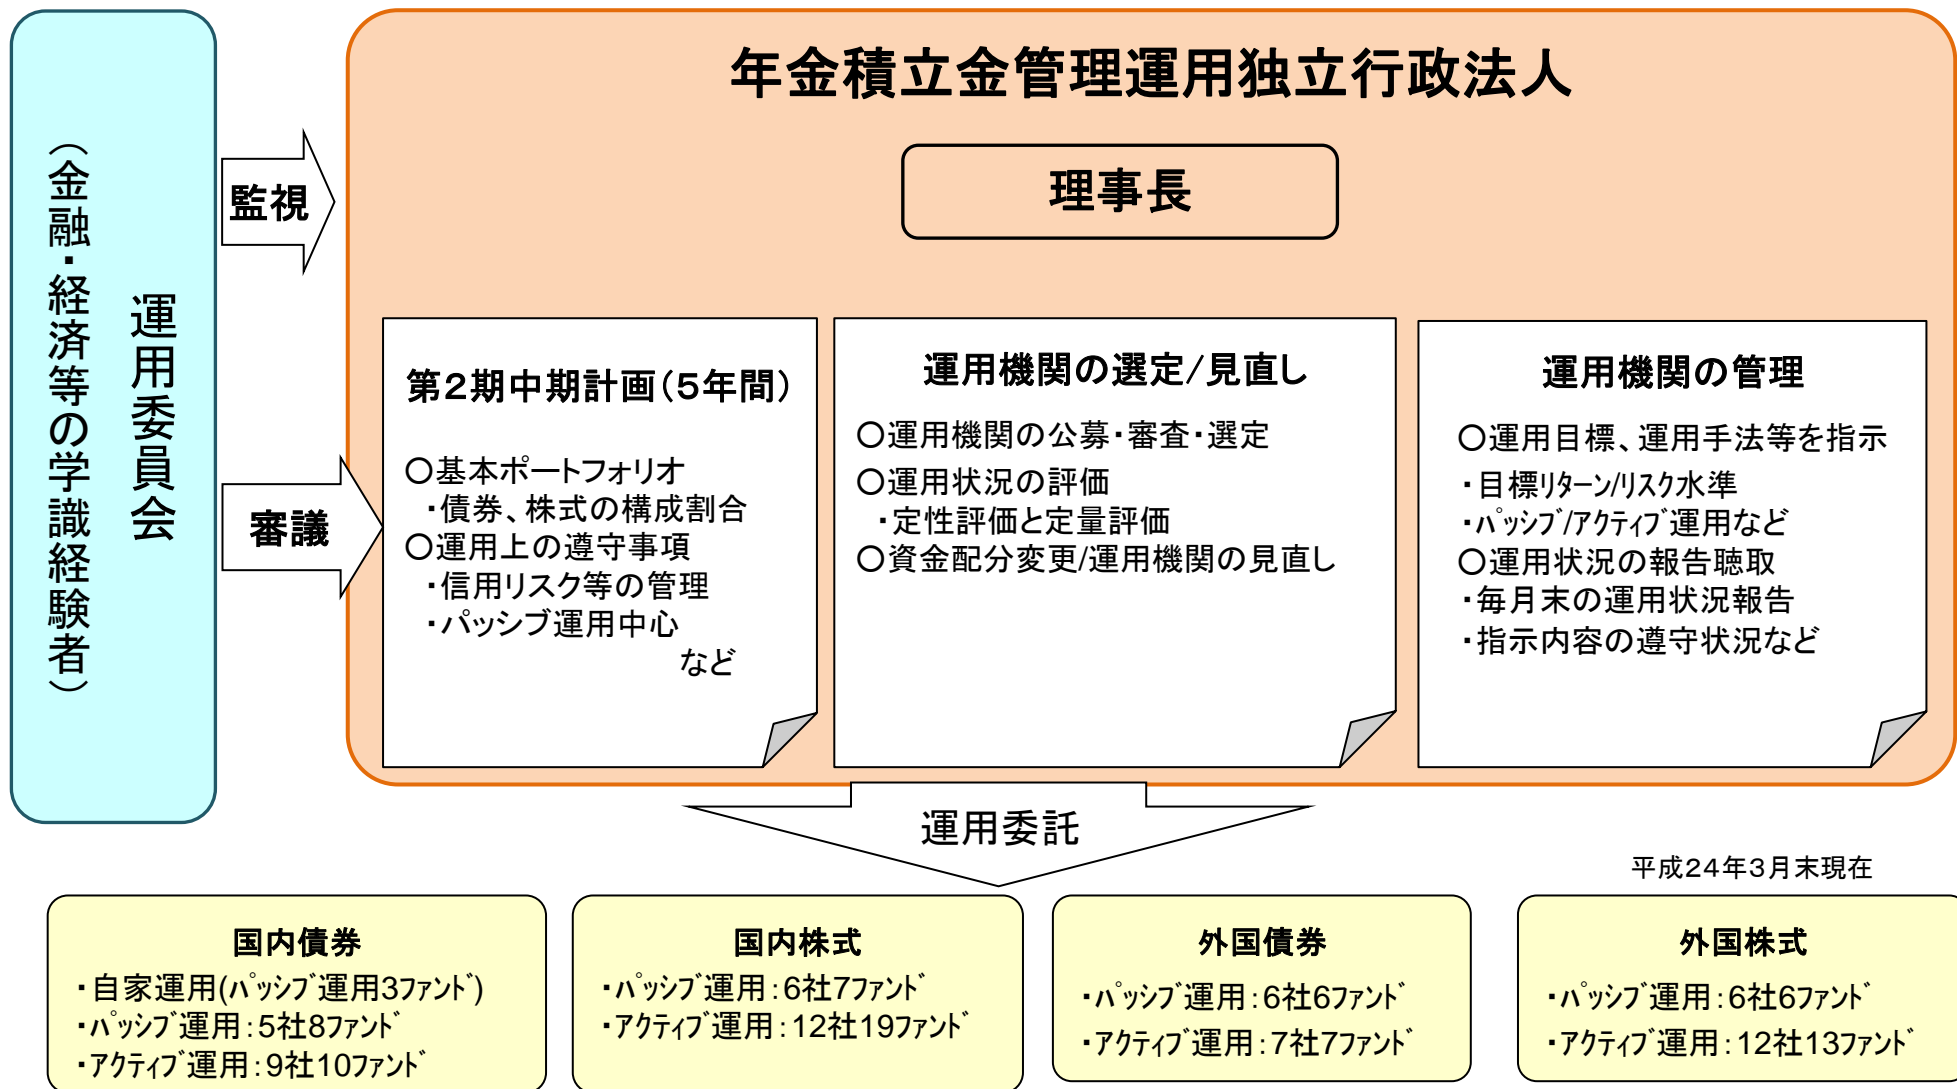 年金積立金管理運用独立行政法人
理事長
運用委員会
（金融・経済等の学識経験者）
監視
審議
第２期中期計画（５年間）
○基本ポートフォリオ
・債券、株式の構成割合
○運用上の遵守事項
・信用リスク等の管理
・パッシブ運用中心
など
運用機関の選定/見直し
○運用機関の公募・審査・選定
○運用状況の評価
・定性評価と定量評価
○資金配分変更/運用機関の見直し
運用機関の管理
○運用目標、運用手法等を指示
・目標ﾘﾀｰﾝ/ﾘｽｸ水準
・ﾊﾟｯｼﾌﾞ/ｱｸﾃｨﾌﾞ運用など
○運用状況の報告聴取
・毎月末の運用状況報告
・指示内容の遵守状況など
運用委託
平成２４年３月末現在
国内債券
・自家運用(ﾊﾟｯｼﾌﾞ運用3ﾌｧﾝﾄﾞ)
・ﾊﾟｯｼﾌﾞ運用：5社8ﾌｧﾝﾄﾞ
・ｱｸﾃｨﾌﾞ運用：9社10ﾌｧﾝﾄﾞ
国内株式
・ﾊﾟｯｼﾌﾞ運用：6社7ﾌｧﾝﾄﾞ
・ｱｸﾃｨﾌﾞ運用：12社19ﾌｧﾝﾄﾞ
外国債券
・ﾊﾟｯｼﾌﾞ運用：6社6ﾌｧﾝﾄﾞ
・ｱｸﾃｨﾌﾞ運用：7社7ﾌｧﾝﾄﾞ
外国株式
・ﾊﾟｯｼﾌﾞ運用：6社6ﾌｧﾝﾄﾞ
・ｱｸﾃｨﾌﾞ運用：12社13ﾌｧﾝﾄﾞ